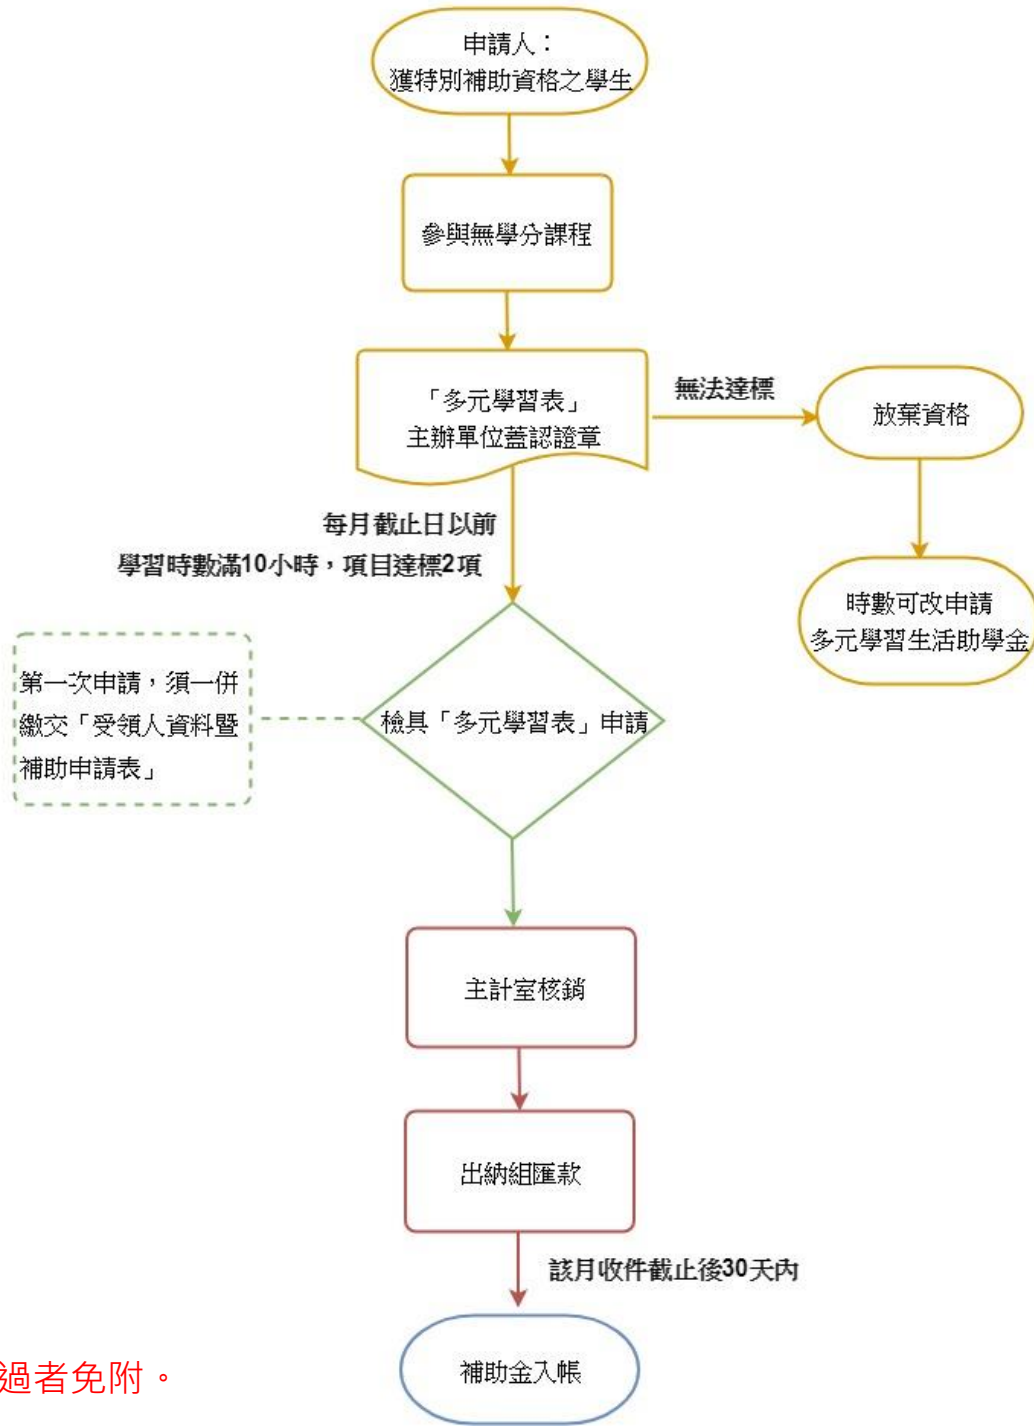 申請人：
獲特別補助資格之學生
參與無學分課程
「多元學習表」
主辦單位蓋認證章
無法達標
放棄資格
時數可改申請
多元學習生活助學金
每月截止日以前
學習時數滿10小時，項目達標2項
第一次申請，須一併
繳交「受領人資料暨
補助申請表」
檢具「多元學習表」申請
主計室核銷
出納組匯款
該月收件截止後30天內
補助金入帳
過者免附。